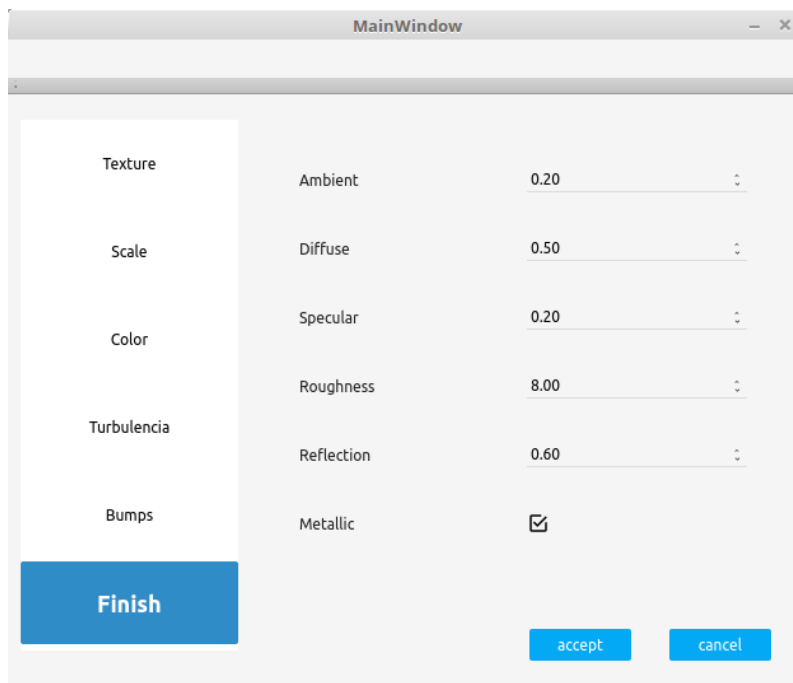 MainWindow
Texture
Scale
Color
Turbulencia
Bumps
Finish
Ambient 0.20
Diffuse 0.50
Specular 0.20
Roughness 8.00
Reflection 0.60
Metallic
accept cancel